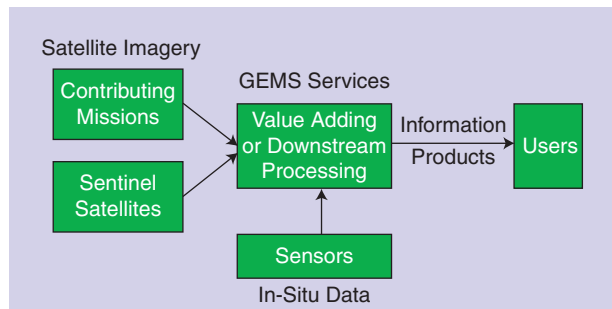 Satellite Imagery
Contributing
Missions
Sentinel
Satellites
GEMS Services
Value Adding
or Downstream
Processing
Information
Products
Users
Sensors
In-Situ Data